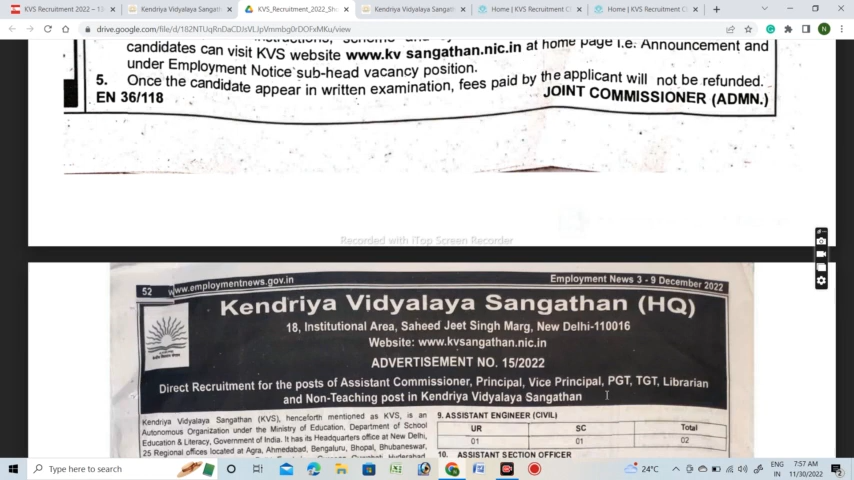 KVS Recruitment 2022 – 13
Kendriya Vidyalaya Sangath
KVS_Recruitment_2022_Sh
Kendriya Vidyalaya Sangath
Home | KVS Recruitment C
Home | KVS Recruitment C
drive.google.com/file/d/182NTUqRnDaCDJsVLJpVmmbg0rDOFxMKu/view
candidates can visit KVS website www.kv sangathan.nic.in at home page i.e. Announcement and
under Employment Notice sub-head vacancy position.
5. Once the candidate appear in written examination, fees paid by the applicant will not be refunded.
EN 36/118 JOINT COMMISSIONER (ADMN.)
Recorded with iTop Screen Recorder
52 www.employmentnews.gov.in Employment News 3 - 9 December 2022
Kendriya Vidyalaya Sangathan (HQ)
18, Institutional Area, Saheed Jeet Singh Marg, New Delhi-110016
Website: www.kvsangathan.nic.in
ADVERTISEMENT NO. 15/2022
Direct Recruitment for the posts of Assistant Commissioner, Principal, Vice Principal, PGT, TGT, Librarian
and Non-Teaching post in Kendriya Vidyalaya Sangathan
Kendriya Vidyalaya Sangathan (KVS), henceforth mentioned as KVS, is an
Autonomous Organization under the Ministry of Education, Department of School
Education & Literacy, Government of India. It has its Headquarters office at New Delhi,
25 Regional offices located at Agra, Ahmedabad, Bengaluru, Bhopal, Bhubaneswar,
9. ASSISTANT ENGINEER (CIVIL)
UR SC Total
01 01 02
10. ASSISTANT SECTION OFFICER
Type here to search
24°C
ENG
IN
7:57 AM
11/30/2022